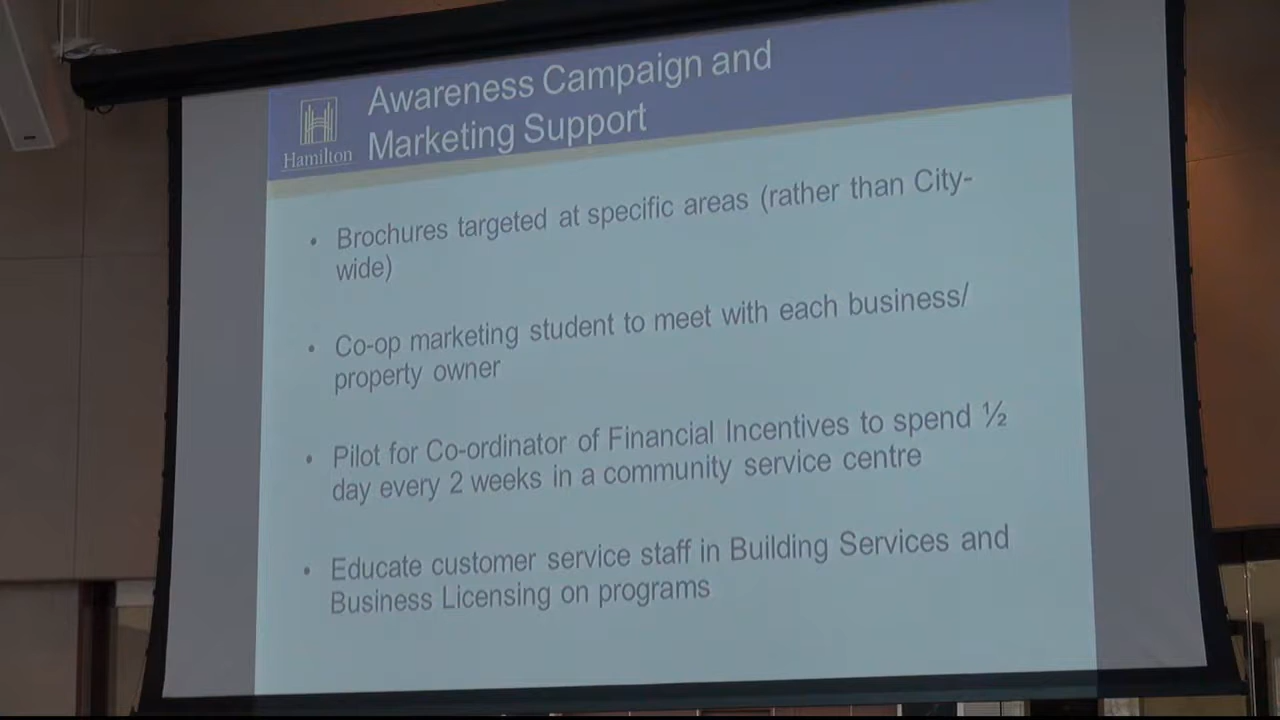 Awareness Campaign and
Marketing Support
Hamilton
• Brochures targeted at specific areas (rather than City-
wide)
• Co-op marketing student to meet with each business/
property owner
• Pilot for Co-ordinator of Financial Incentives to spend ½
day every 2 weeks in a community service centre
• Educate customer service staff in Building Services and
Business Licensing on programs